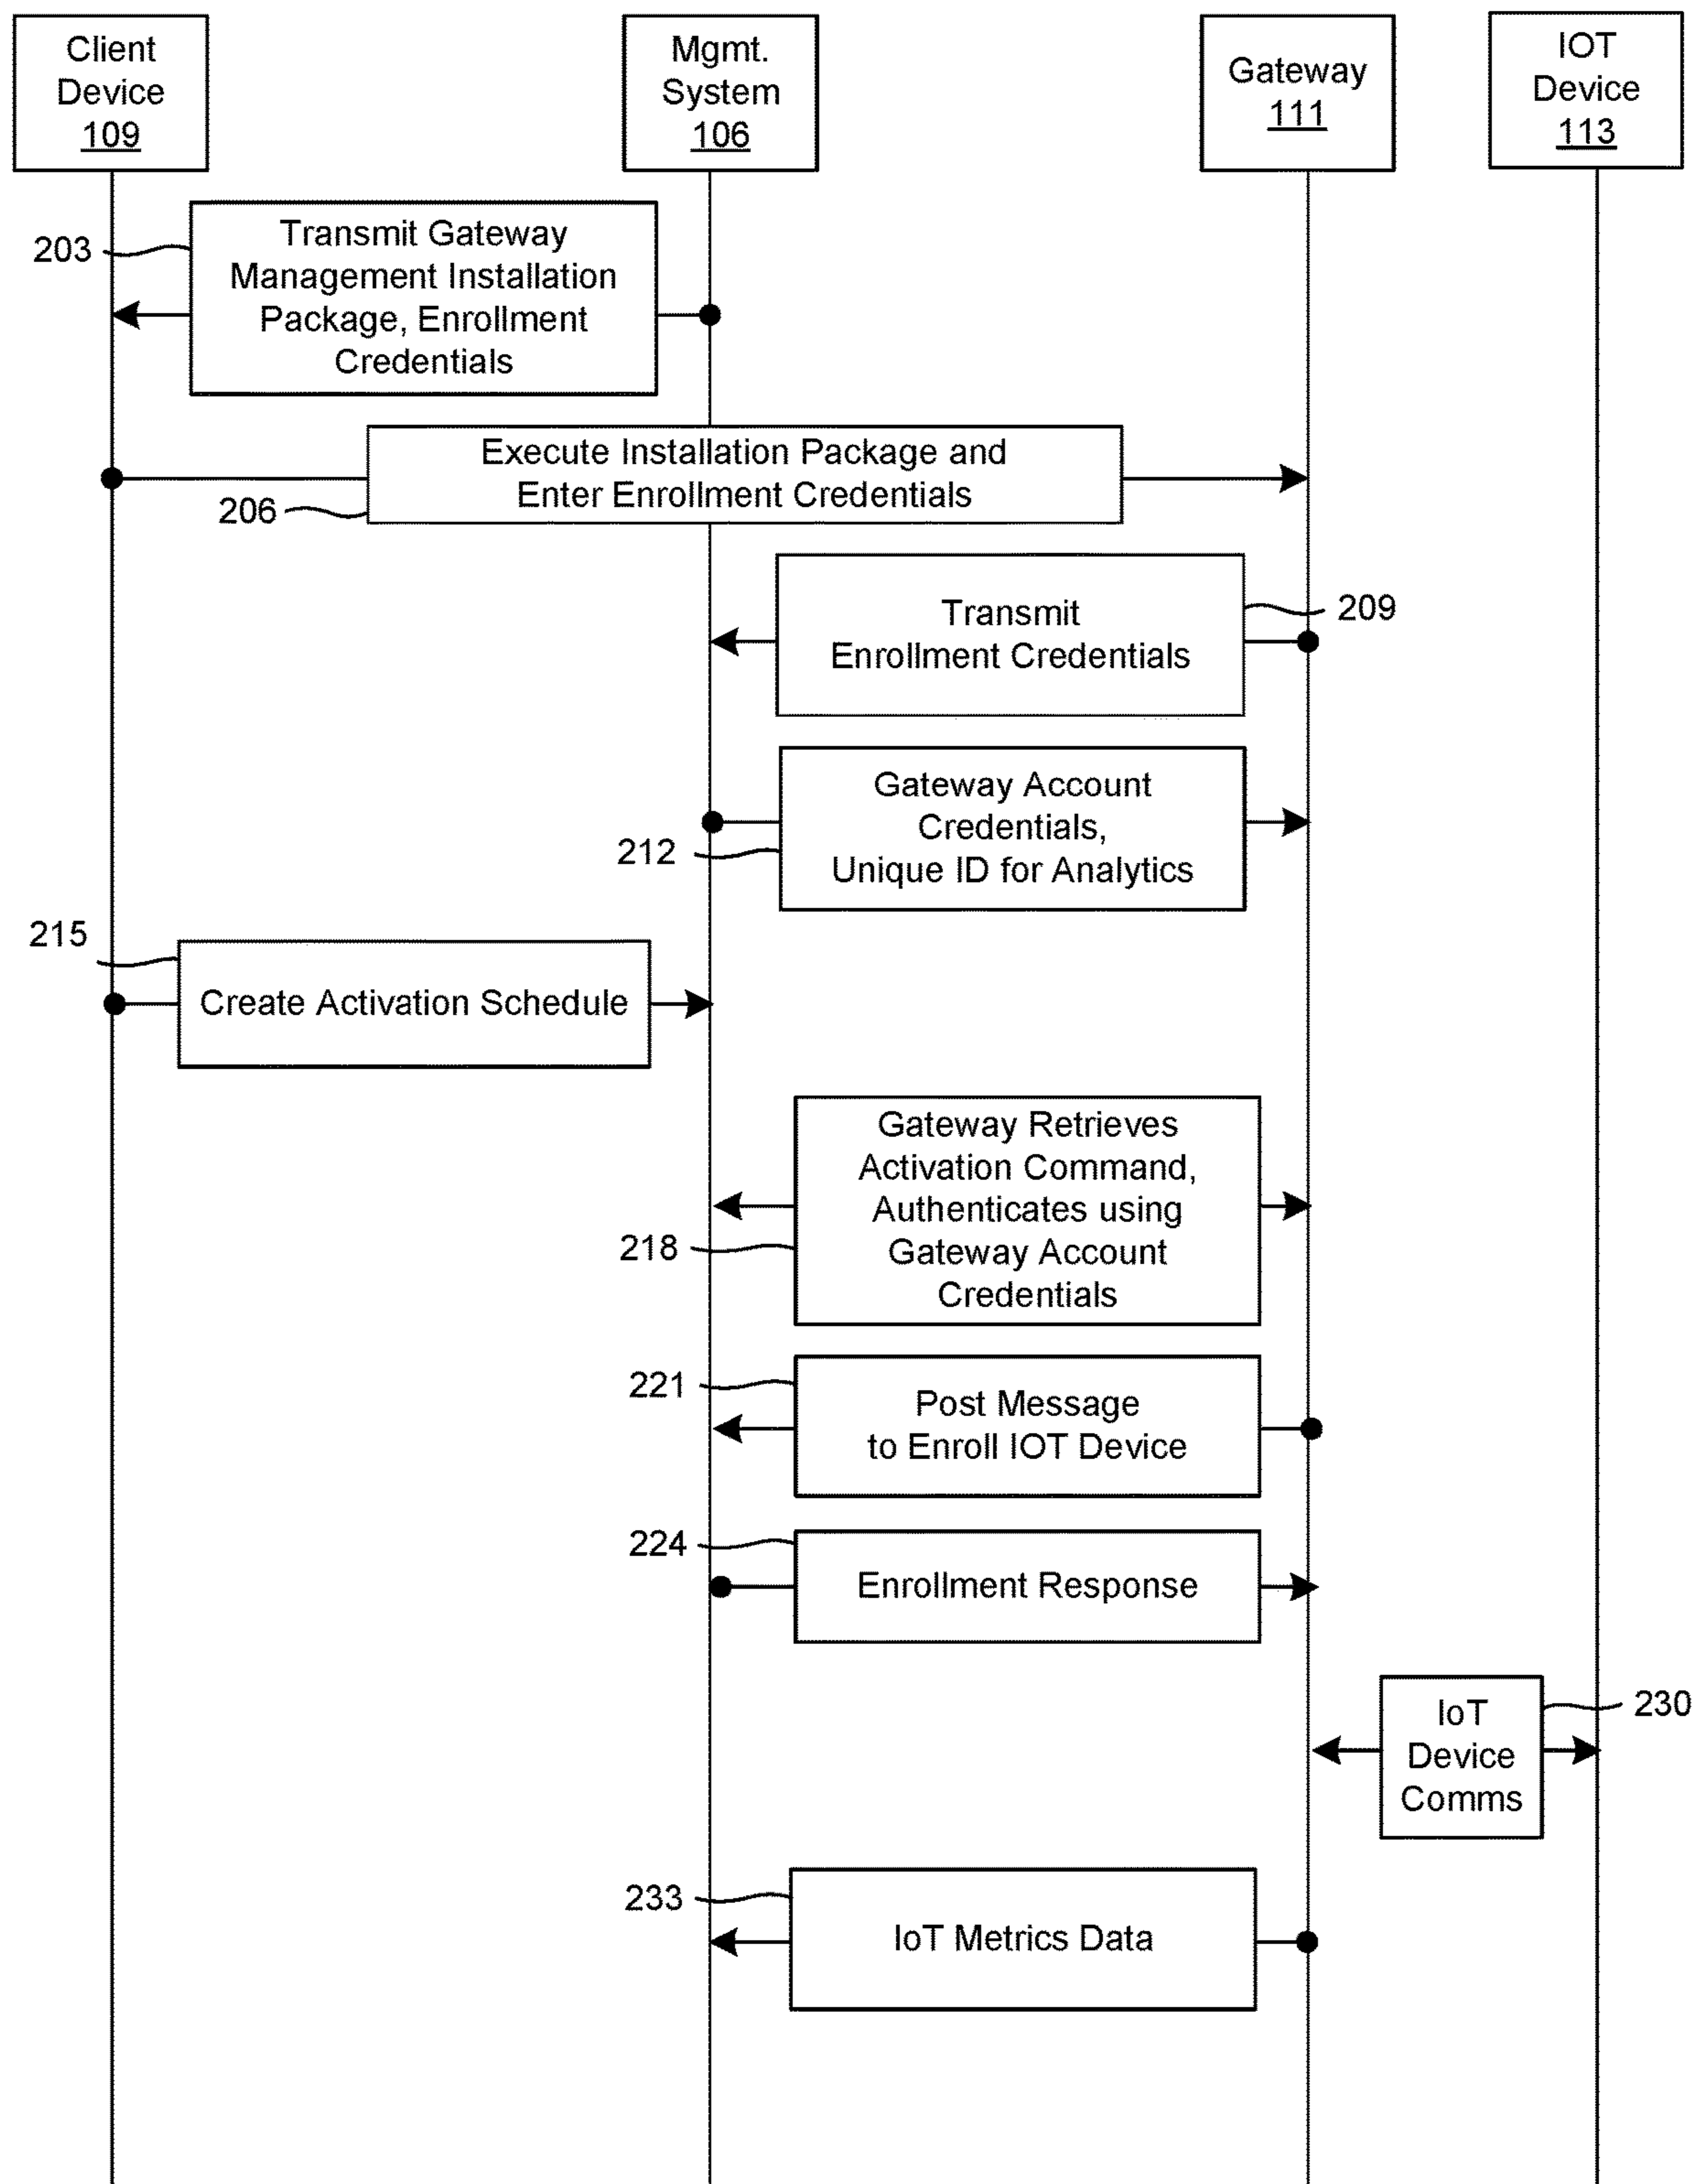 Client
Device
109
Mgmt.
System
106
Gateway
111
IOT
Device
113
203
Transmit Gateway
Management Installation
Package, Enrollment
Credentials
Execute Installation Package and
Enter Enrollment Credentials
206
Transmit
Enrollment Credentials
209
Gateway Account
Credentials,
Unique ID for Analytics
212
215
Create Activation Schedule
Gateway Retrieves
Activation Command,
Authenticates using
Gateway Account
Credentials
218
221
Post Message
to Enroll IOT Device
224
Enrollment Response
IoT
Device
Comms
230
233
IoT Metrics Data